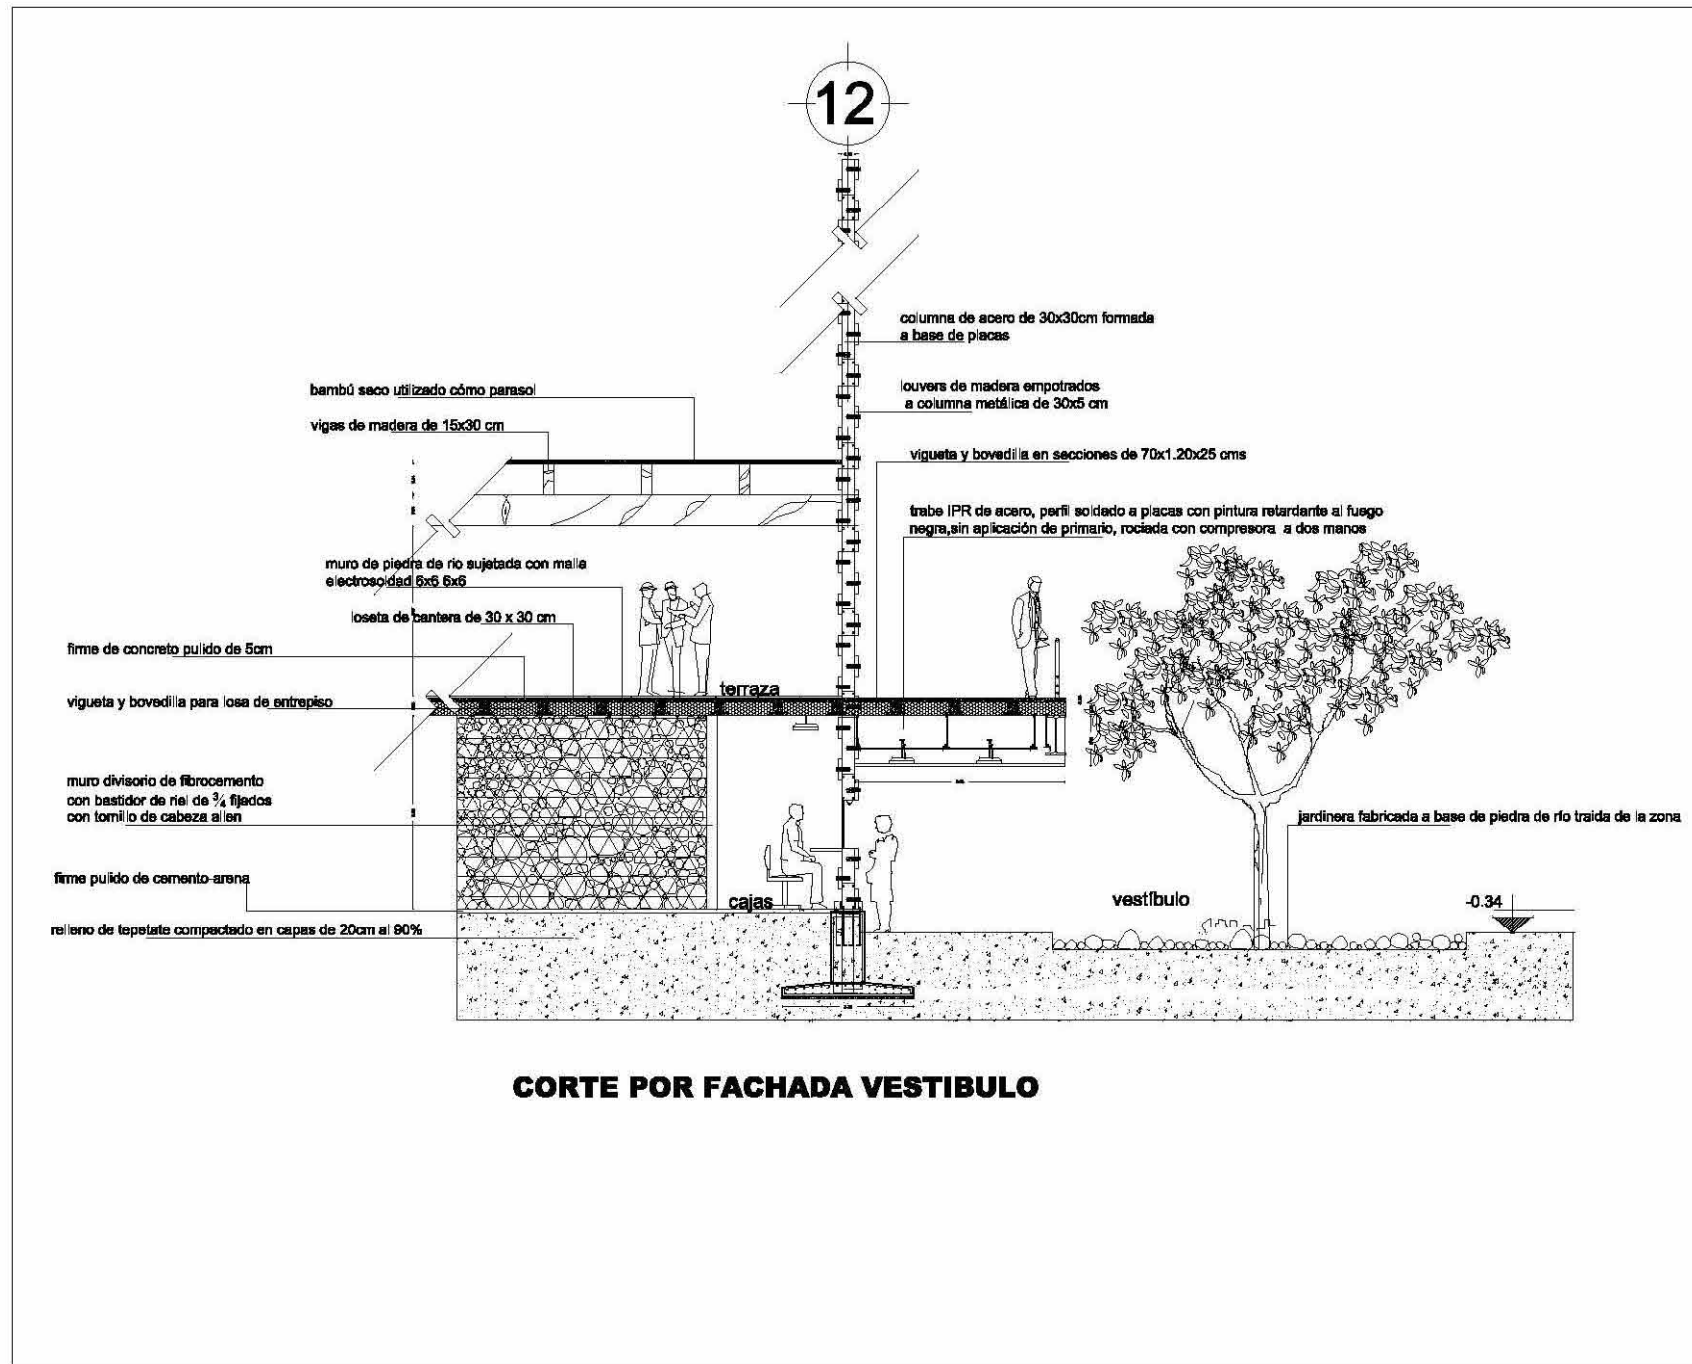 12
columna de acero de 30x30cm formada
a base de placas
bambú seco utilizado cómo parasol
louvers de madera empotrados
a columna metálica de 30x5 cm
vigas de madera de 15x30 cm
vigueta y bovedilla en secciones de 70x1.20x25 cms
trabe IPR de acero, perfil soldado a placas con pintura retardante al fuego
negra,sin aplicación de primario, rociada con compresora a dos manos
muro de piedra de rio sujetada con malla
electrosoldad 6x6 6x6
loseta de cantera de 30 x 30 cm
firme de concreto pulido de 5cm
terraza
vigueta y bovedilla para losa de entrepiso
muro divisorio de fibrocemento
con bastidor de riel de ¾ fijados
con tornillo de cabeza allen
jardinera fabricada a base de piedra de río traida de la zona
firme pulido de cemento-arena
cajas
vestíbulo
-0.34
relleno de tepetate compactado en capas de 20cm al 90%
CORTE POR FACHADA VESTIBULO